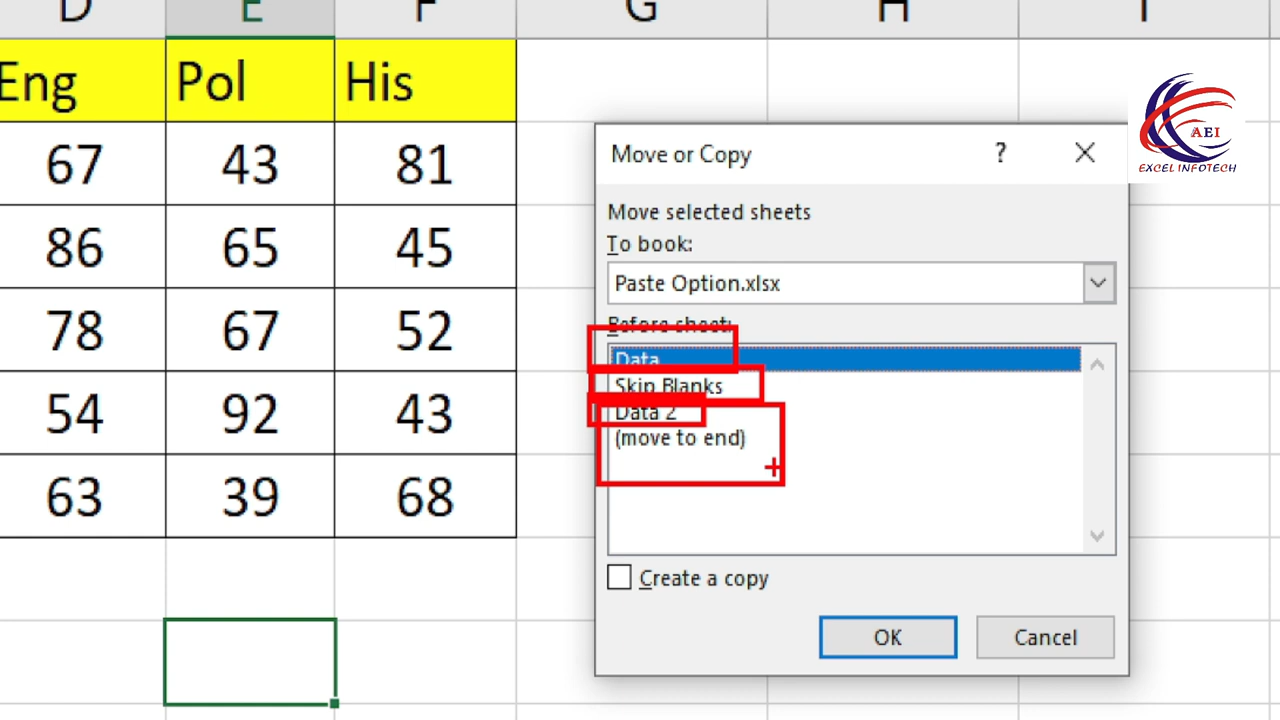 D E F G H I
Eng Pol His
67 43 81
86 65 45
78 67 52
54 92 43
63 39 68
Move or Copy ?
Move selected sheets
To book:
Paste Option.xlsx
Before sheet:
Data
Skip Blanks
Data 2
(move to end)
Create a copy
OK Cancel
AEI
EXCEL INFOTECH